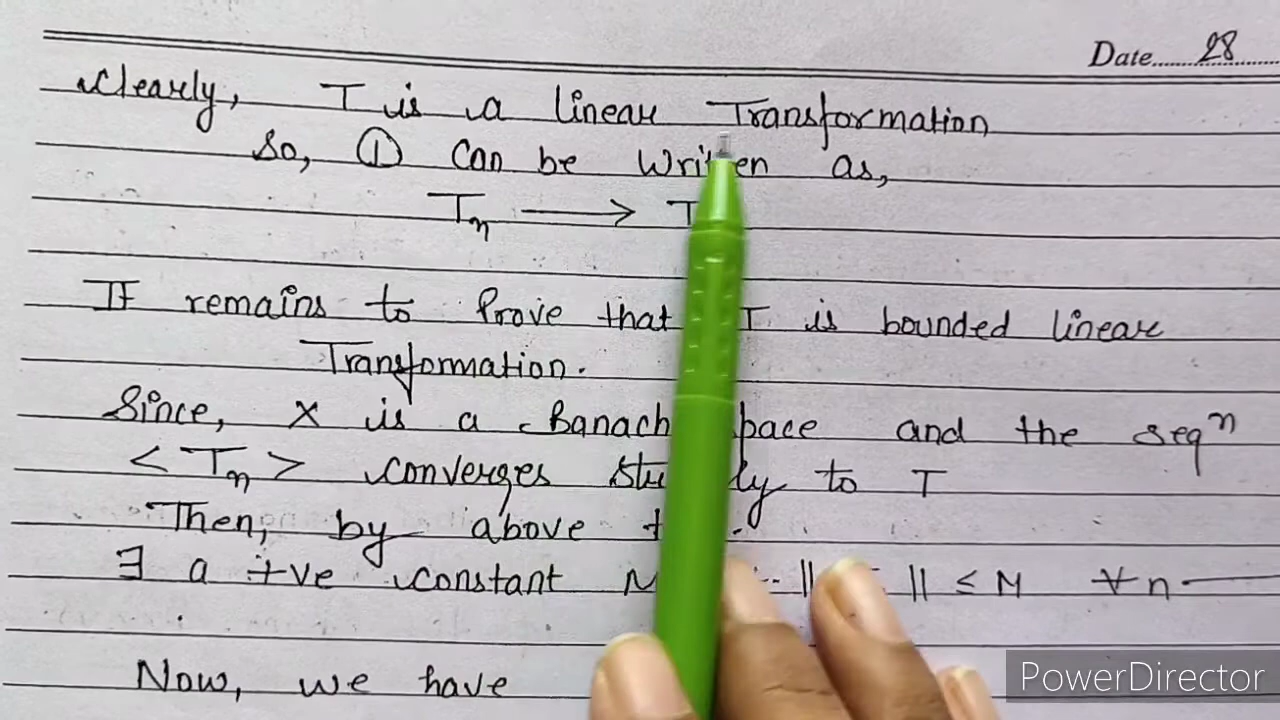 Date 28
Clearly, T is a linear Transformation
So, ① can be written as,
Tn ⟶ T
It remains to Prove that T is bounded linear
Transformation.
Since, X is a Banach space and the seqⁿ
< Tn > converges to T
Then, by above
∃ a +ve constant M || || ≤ M ∀n
Now, we have
PowerDirector